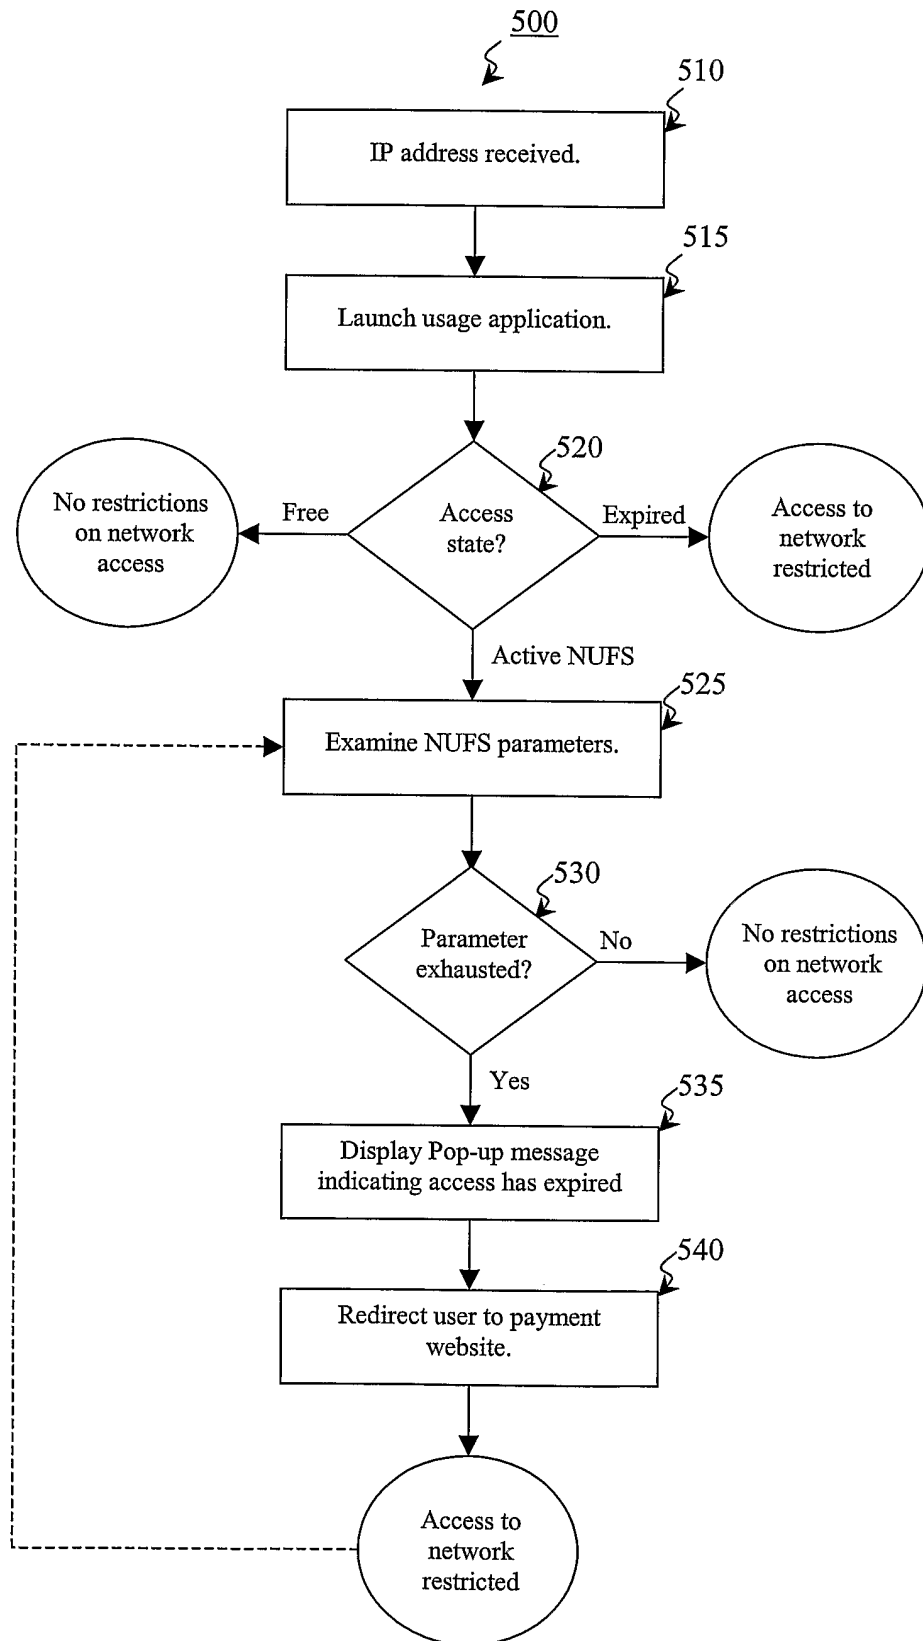 500
510
IP address received.
515
Launch usage application.
520
No restrictions
on network
access
Free
Access
state?
Expired
Access to
network
restricted
Active NUFS
525
Examine NUFS parameters.
530
Parameter
exhausted?
No
No restrictions
on network
access
Yes
535
Display Pop-up message
indicating access has expired
540
Redirect user to payment
website.
Access to
network
restricted